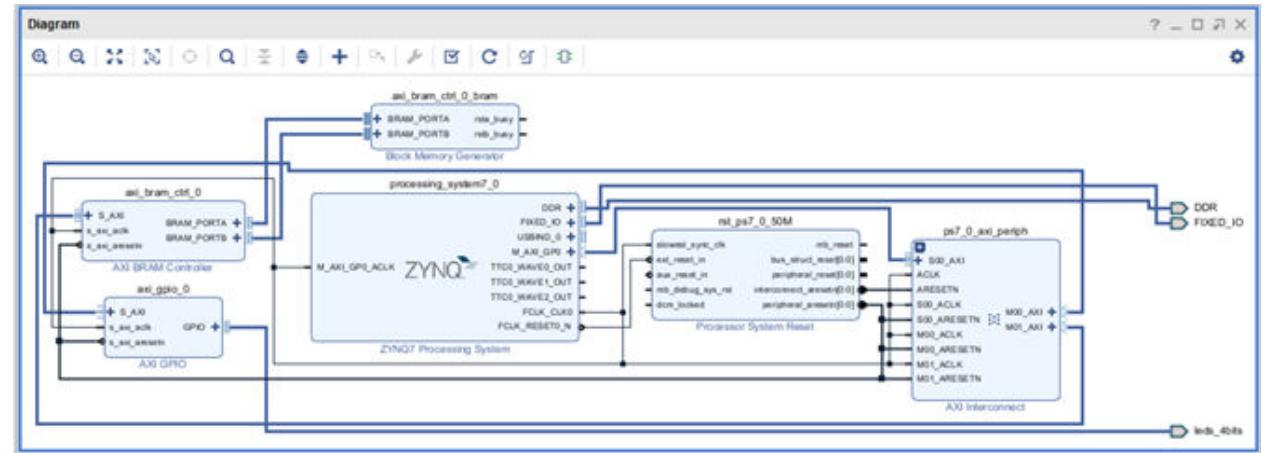 Diagram
axi_bram_ctrl_0_bram
BRAM_PORTA rsta_busy
BRAM_PORTB rstb_busy
Block Memory Generator
axi_bram_ctrl_0
S_AXI
s_axi_aclk
s_axi_aresetn
BRAM_PORTA
BRAM_PORTB
AXI BRAM Controller
axi_gpio_0
S_AXI
s_axi_aclk
s_axi_aresetn
GPIO
AXI GPIO
processing_system7_0
M_AXI_GP0_ACLK
ZYNQ
DDR
FIXED_IO
USBIND_0
M_AXI_GP0
TTC0_WAVE0_OUT
TTC0_WAVE1_OUT
TTC0_WAVE2_OUT
FCLK_CLK0
FCLK_RESET0_N
ZYNQ7 Processing System
rst_ps7_0_50M
slowest_sync_clk
ext_reset_in
aux_reset_in
mb_debug_sys_rst
dcm_locked
mb_reset
bus_struct_reset[0:0]
peripheral_reset[0:0]
interconnect_aresetn[0:0]
peripheral_aresetn[0:0]
Processor System Reset
ps7_0_axi_periph
S00_AXI
ACLK
ARESETN
S00_ACLK
S00_ARESETN
M00_ACLK
M00_ARESETN
M01_ACLK
M01_ARESETN
M00_AXI
M01_AXI
AXI Interconnect
DDR
FIXED_IO
leds_4bits